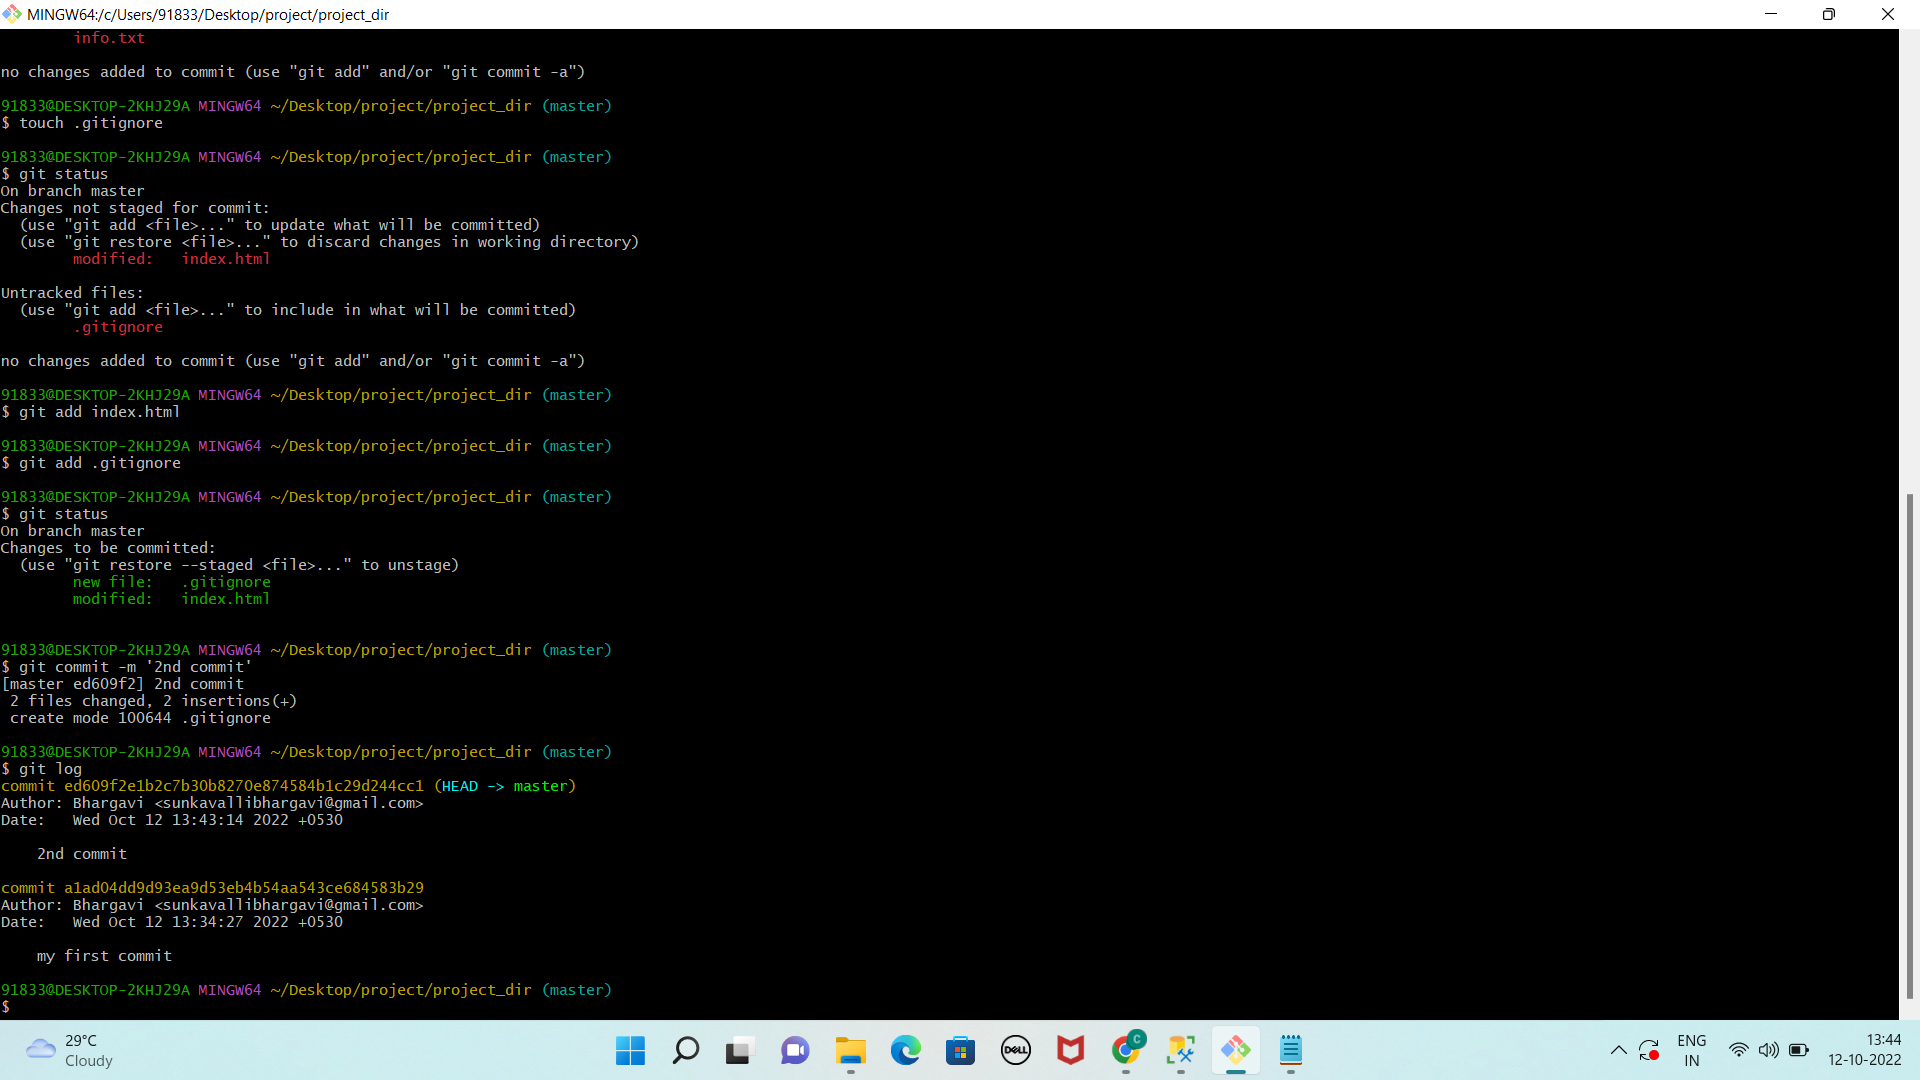 MINGW64:/c/Users/91833/Desktop/project/project_dir
        info.txt
no changes added to commit (use "git add" and/or "git commit -a")
91833@DESKTOP-2KHJ29A MINGW64 ~/Desktop/project/project_dir (master)
$ touch .gitignore
91833@DESKTOP-2KHJ29A MINGW64 ~/Desktop/project/project_dir (master)
$ git status
On branch master
Changes not staged for commit:
  (use "git add <file>..." to update what will be committed)
  (use "git restore <file>..." to discard changes in working directory)
        modified:   index.html
Untracked files:
  (use "git add <file>..." to include in what will be committed)
        .gitignore
no changes added to commit (use "git add" and/or "git commit -a")
91833@DESKTOP-2KHJ29A MINGW64 ~/Desktop/project/project_dir (master)
$ git add index.html
91833@DESKTOP-2KHJ29A MINGW64 ~/Desktop/project/project_dir (master)
$ git add .gitignore
91833@DESKTOP-2KHJ29A MINGW64 ~/Desktop/project/project_dir (master)
$ git status
On branch master
Changes to be committed:
  (use "git restore --staged <file>..." to unstage)
        new file:   .gitignore
        modified:   index.html
91833@DESKTOP-2KHJ29A MINGW64 ~/Desktop/project/project_dir (master)
$ git commit -m '2nd commit'
[master ed609f2] 2nd commit
 2 files changed, 2 insertions(+)
 create mode 100644 .gitignore
91833@DESKTOP-2KHJ29A MINGW64 ~/Desktop/project/project_dir (master)
$ git log
commit ed609f2e1b2c7b30b8270e874584b1c29d244cc1 (HEAD -> master)
Author: Bhargavi <sunkavallibhargavi@gmail.com>
Date:   Wed Oct 12 13:43:14 2022 +0530
    2nd commit
commit a1ad04dd9d93ea9d53eb4b54aa543ce684583b29
Author: Bhargavi <sunkavallibhargavi@gmail.com>
Date:   Wed Oct 12 13:34:27 2022 +0530
    my first commit
91833@DESKTOP-2KHJ29A MINGW64 ~/Desktop/project/project_dir (master)
$
29°C
Cloudy
DELL
C
ENG
IN
13:44
12-10-2022